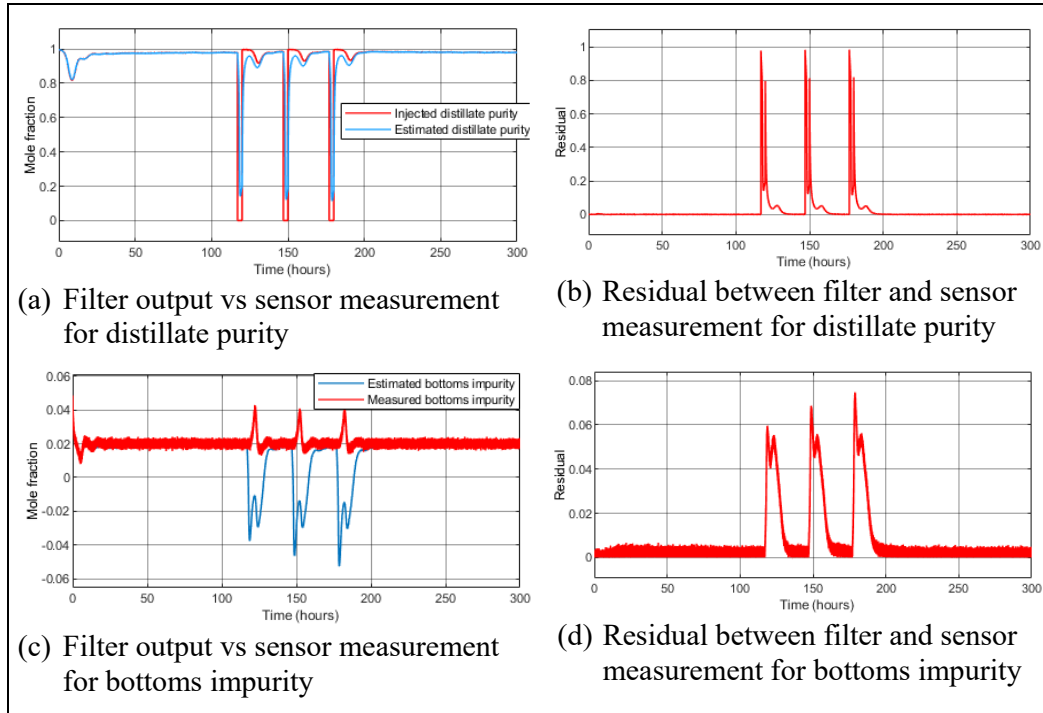 Mole fraction
1
0.8
0.6
0.4
0.2
0
Injected distillate purity
Estimated distillate purity
0 50 100 150 200 250 300
Time (hours)
(a) Filter output vs sensor measurement
for distillate purity
Residual
1
0.8
0.6
0.4
0.2
0
0 50 100 150 200 250 300
Time (hours)
(b) Residual between filter and sensor
measurement for distillate purity
Mole fraction
0.06
0.04
0.02
0
-0.02
-0.04
-0.06
Estimated bottoms impurity
Measured bottoms impurity
0 50 100 150 200 250 300
Time (hours)
(c) Filter output vs sensor measurement
for bottoms impurity
Residual
0.08
0.06
0.04
0.02
0
0 50 100 150 200 250 300
Time (hours)
(d) Residual between filter and sensor
measurement for bottoms impurity